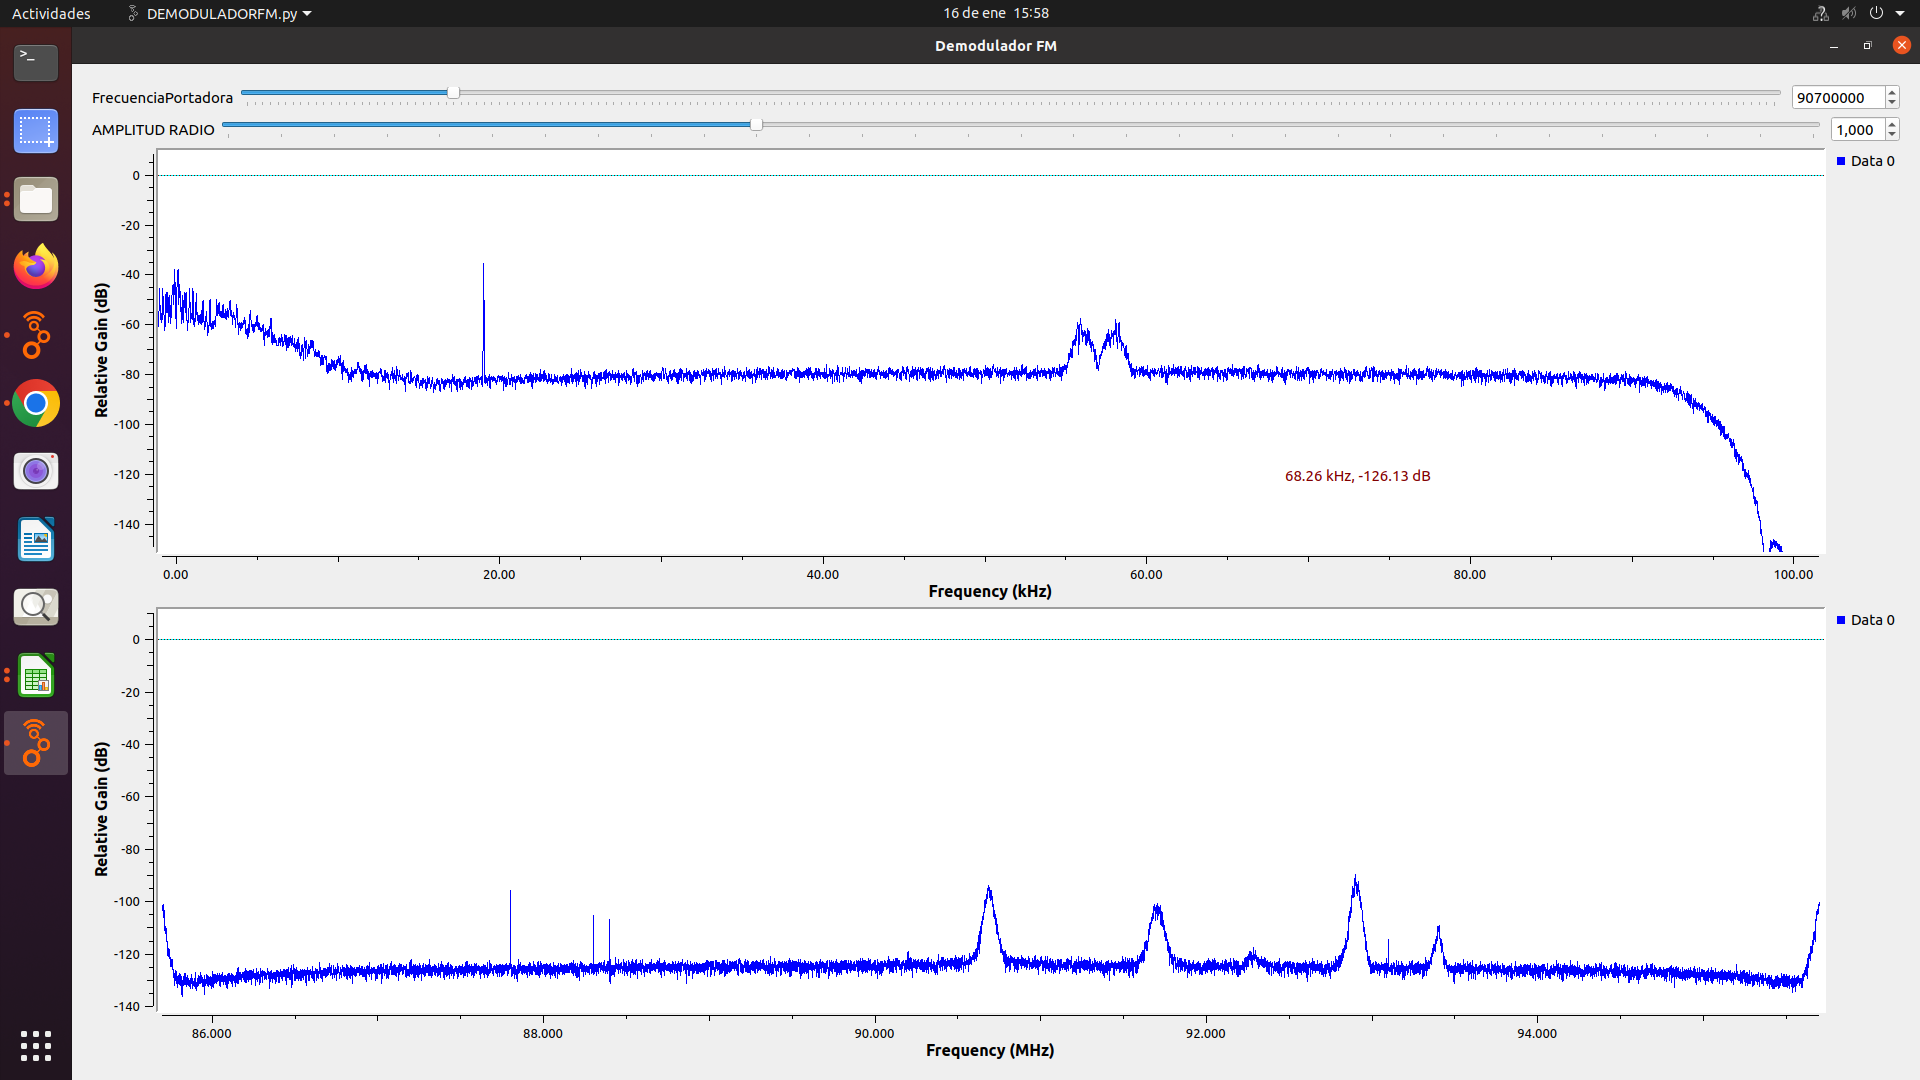 Actividades DEMODULADORFM.py 16 de ene 15:58
Demodulador FM
FrecuenciaPortadora 90700000
AMPLITUD RADIO 1,000
Data 0
0
-20
-40
-60
-80
-100
-120
-140
Relative Gain (dB)
68.26 kHz, -126.13 dB
0.00 20.00 40.00 60.00 80.00 100.00
Frequency (kHz)
Data 0
0
-20
-40
-60
-80
-100
-120
-140
Relative Gain (dB)
86.000 88.000 90.000 92.000 94.000
Frequency (MHz)